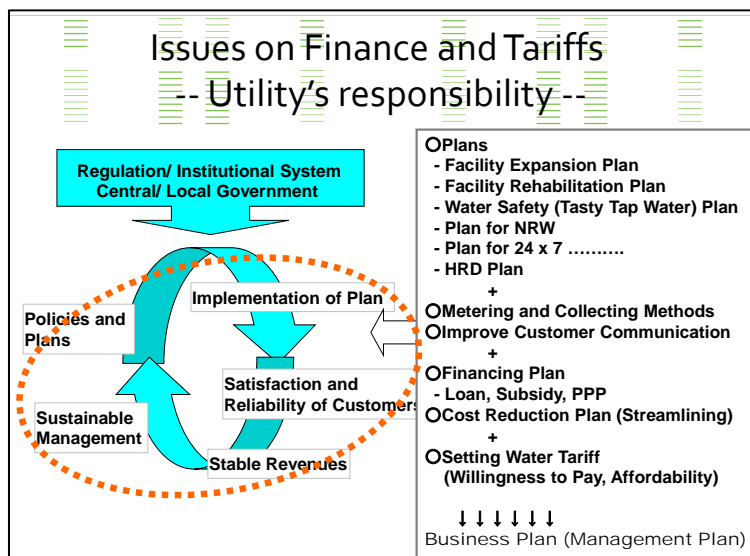 Issues on Finance and Tariffs
-- Utility's responsibility --
Regulation/ Institutional System
Central/ Local Government
Policies and
Plans
Implementation of Plan
Satisfaction and
Reliability of Customers
Sustainable
Management
Stable Revenues
○Plans
- Facility Expansion Plan
- Facility Rehabilitation Plan
- Water Safety (Tasty Tap Water) Plan
- Plan for NRW
- Plan for 24 x 7 ..........
- HRD Plan
+
○Metering and Collecting Methods
○Improve Customer Communication
+
○Financing Plan
- Loan, Subsidy, PPP
○Cost Reduction Plan (Streamlining)
+
○Setting Water Tariff
(Willingness to Pay, Affordability)
↓ ↓ ↓ ↓ ↓ ↓
Business Plan (Management Plan)